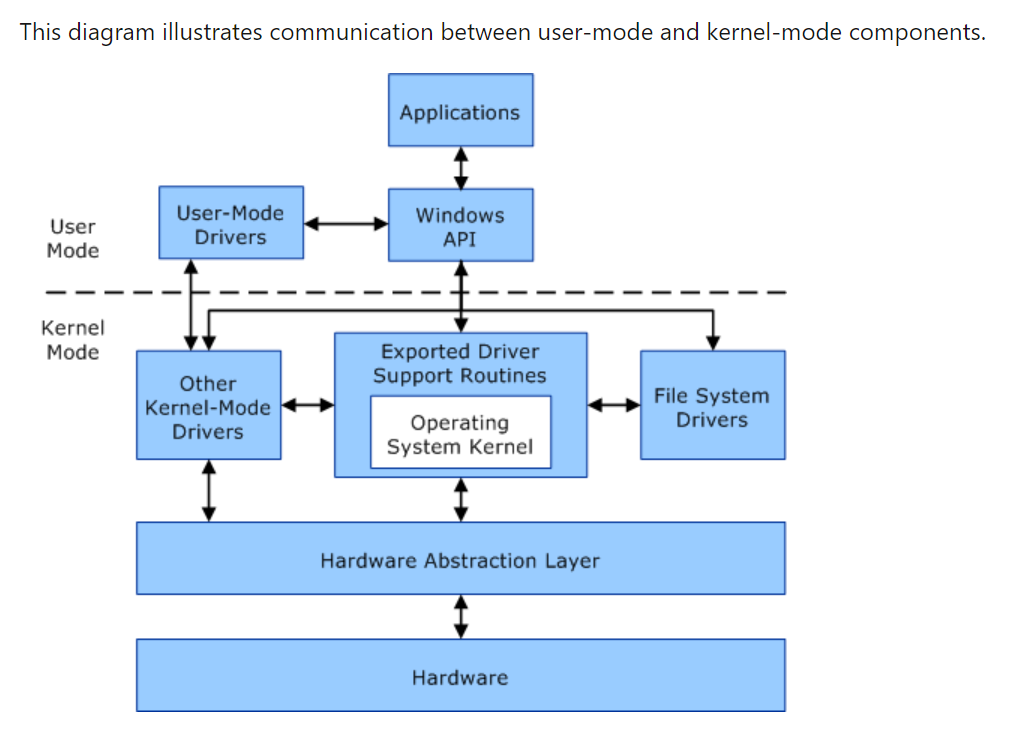 This diagram illustrates communication between user-mode and kernel-mode components.
Applications
User-Mode
Drivers
Windows
API
User
Mode
Kernel
Mode
Exported Driver
Support Routines
Other
Kernel-Mode
Drivers
Operating
System Kernel
File System
Drivers
Hardware Abstraction Layer
Hardware